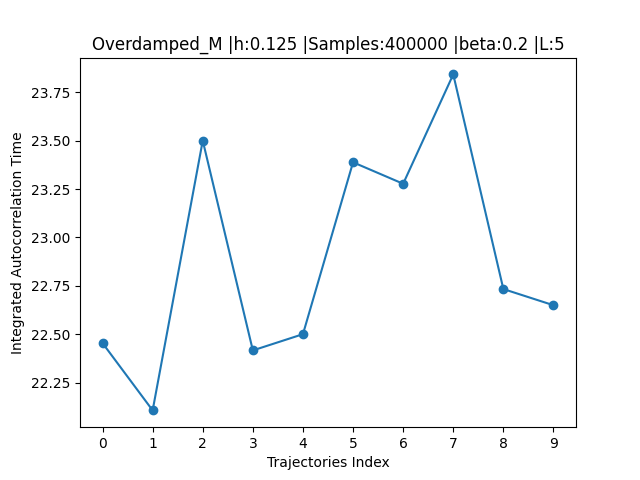 Overdamped_M |h:0.125 |Samples:400000 |beta:0.2 |L:5
Integrated Autocorrelation Time
23.75
23.50
23.25
23.00
22.75
22.50
22.25
0 1 2 3 4 5 6 7 8 9
Trajectories Index